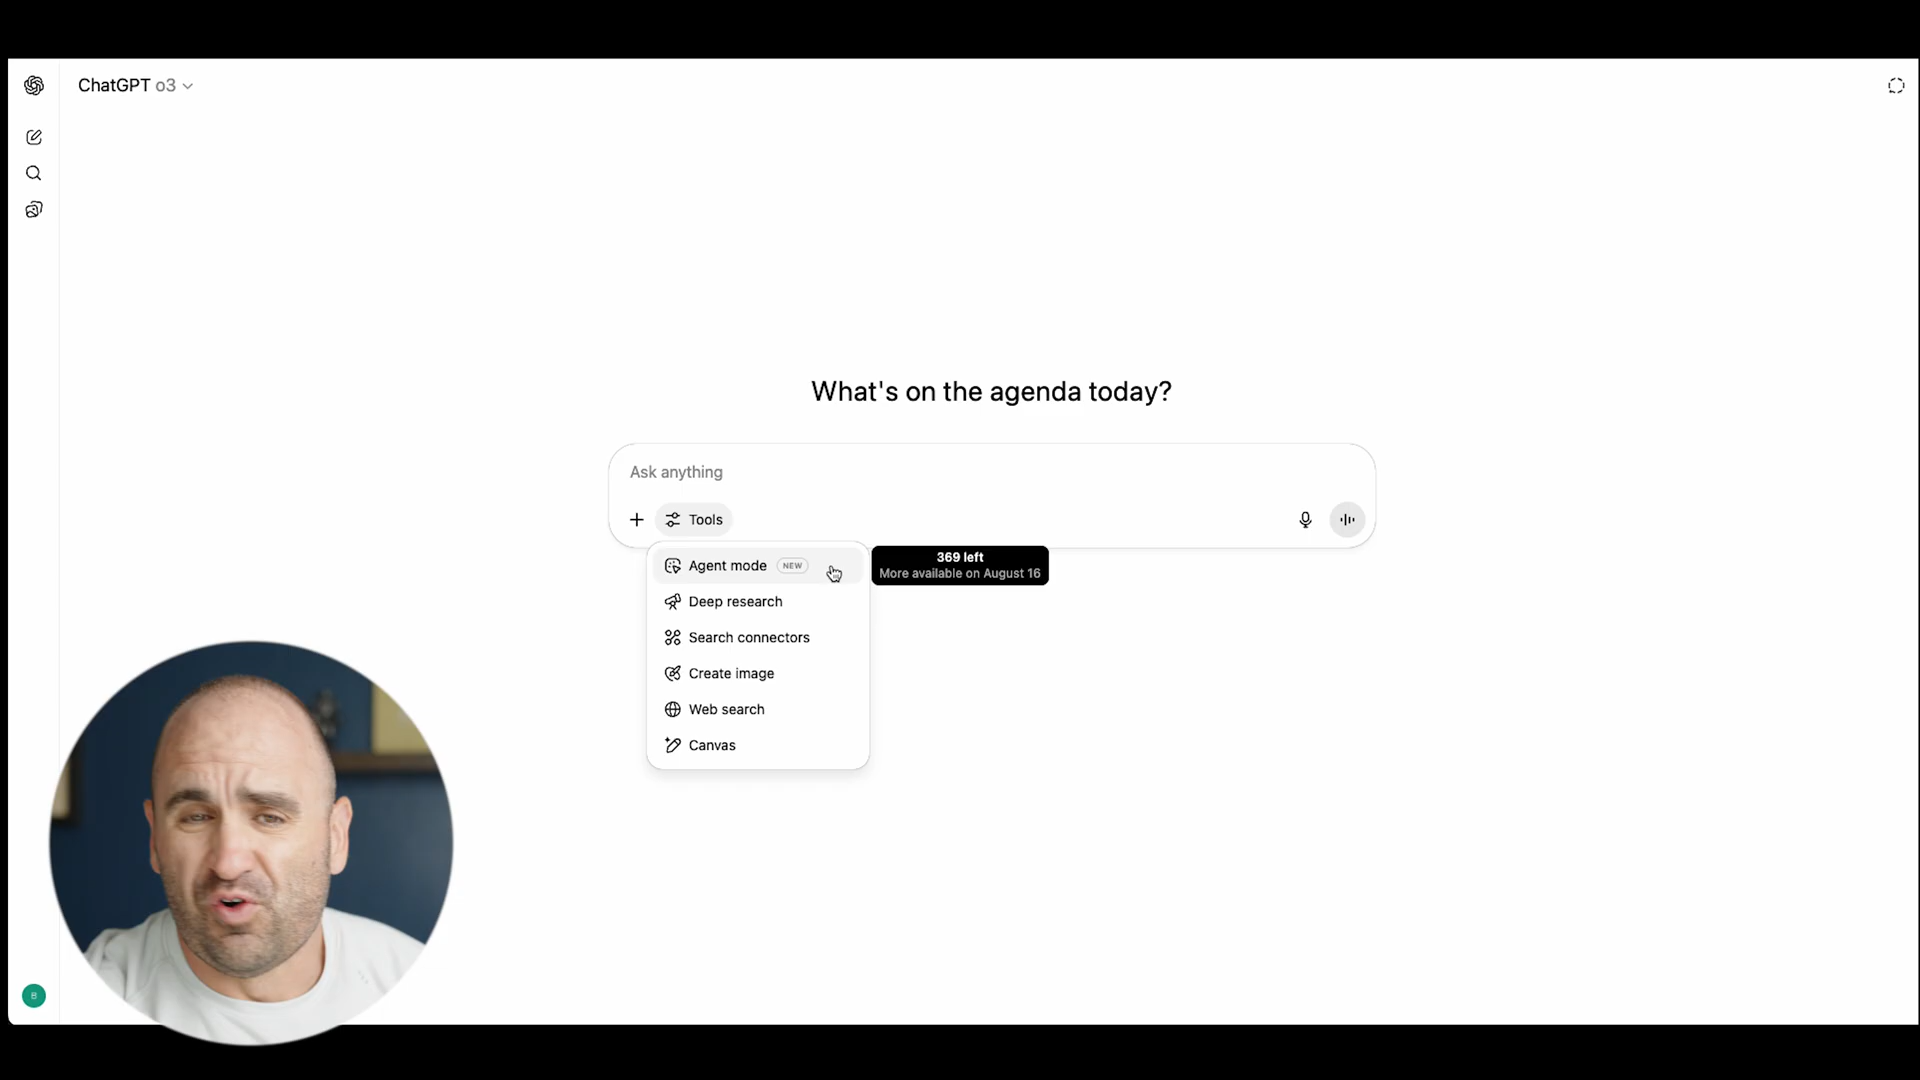 ChatGPT o3
What's on the agenda today?
Ask anything
Tools
Agent mode NEW
369 left
More available on August 16
Deep research
Search connectors
Create image
Web search
Canvas
B